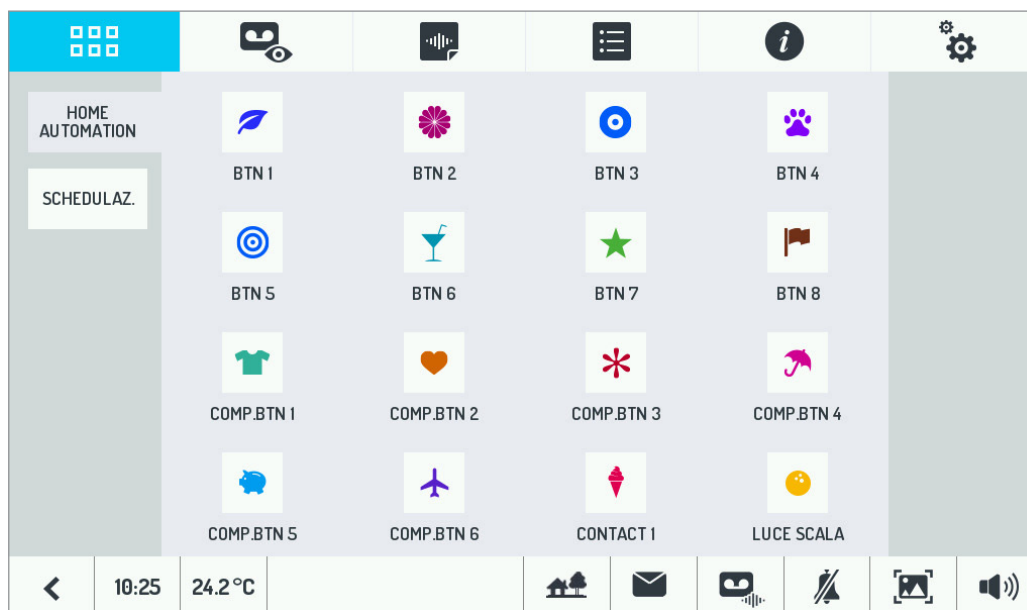 HOME
AUTOMATION
SCHEDULAZ.
BTN 1
BTN 2
BTN 3
BTN 4
BTN 5
BTN 6
BTN 7
BTN 8
COMP.BTN 1
COMP.BTN 2
COMP.BTN 3
COMP.BTN 4
COMP.BTN 5
COMP.BTN 6
CONTACT 1
LUCE SCALA
10:25
24.2 °C